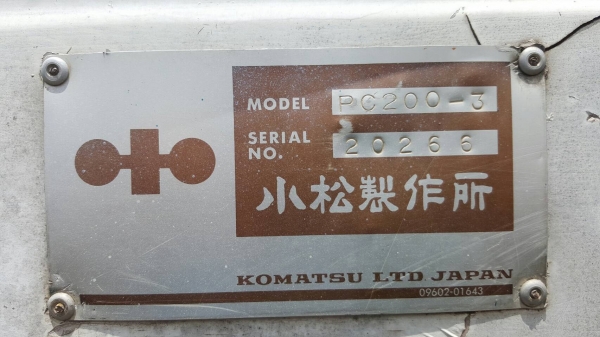 MODEL PC200-3
SERIAL NO. 20266
小松製作所
KOMATSU LTD JAPAN
09602-01643